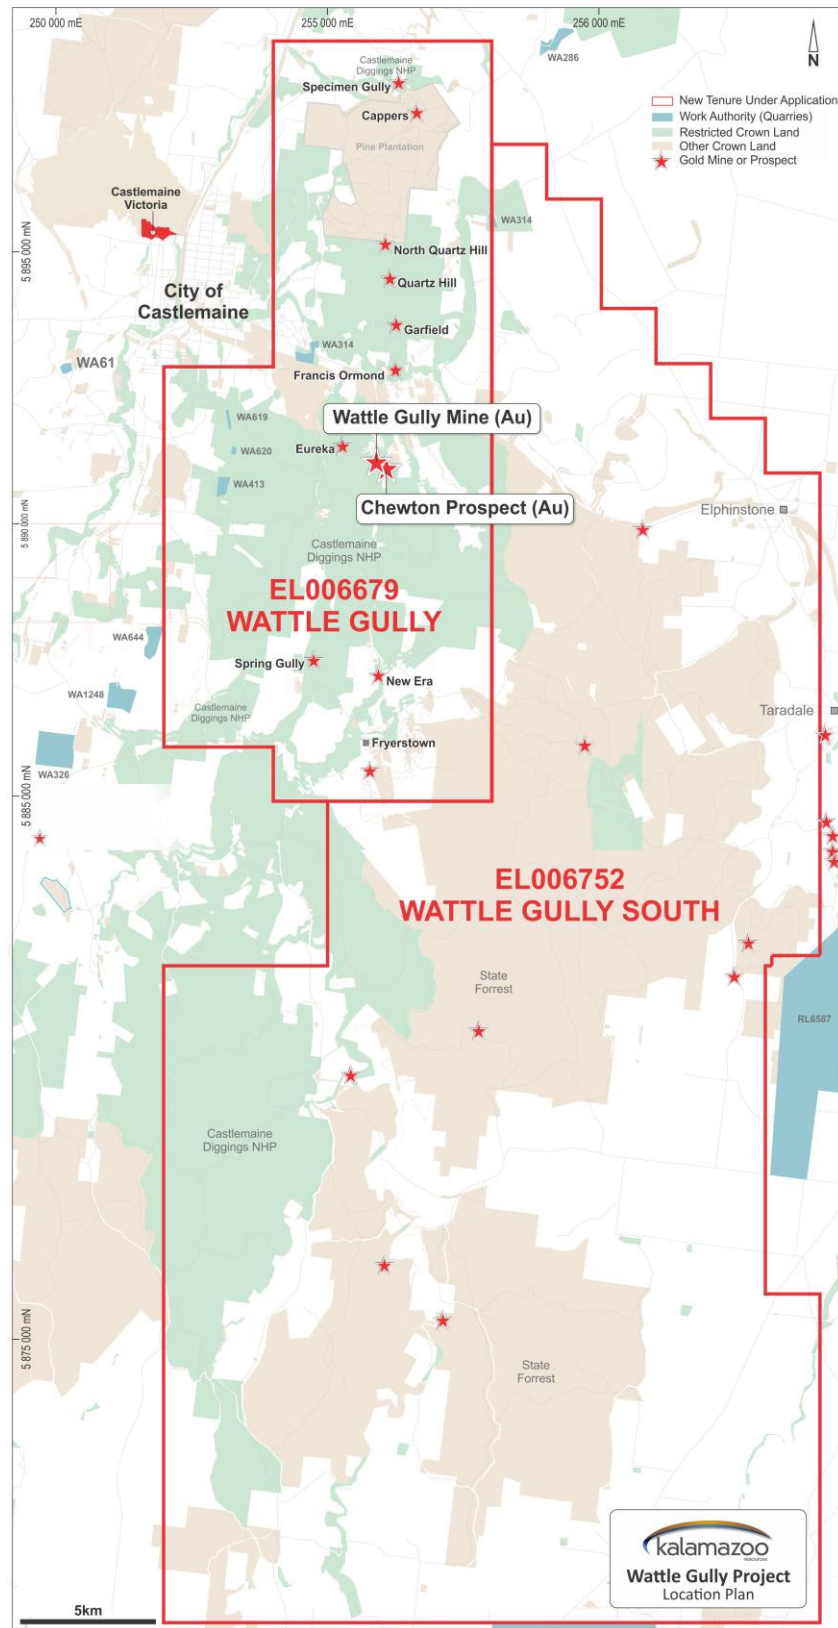 250 000 mE
255 000 mE
256 000 mE
Castlemaine
Diggings NHP
Specimen Gully
Cappers
Pine Plantation
WA286
N
New Tenure Under Application
Work Authority (Quarries)
Restricted Crown Land
Other Crown Land
Gold Mine or Prospect
Castlemaine
Victoria
WA314
5 895 000 mN
North Quartz Hill
Quartz Hill
City of
Castlemaine
Garfield
WA314
WA61
Francis Ormond
WA619
Wattle Gully Mine (Au)
Eureka
WA620
WA413
Chewton Prospect (Au)
Elphinstone
5 890 000 mN
Castlemaine
Diggings NHP
EL006679
WATTLE GULLY
WA644
Spring Gully
New Era
WA1248
Castlemaine
Diggings NHP
Taradale
Fryerstown
WA326
5 885 000 mN
EL006752
WATTLE GULLY SOUTH
State
Forrest
RL6587
Castlemaine
Diggings NHP
5 875 000 mN
State
Forrest
kalamazoo
resources
Wattle Gully Project
Location Plan
5km